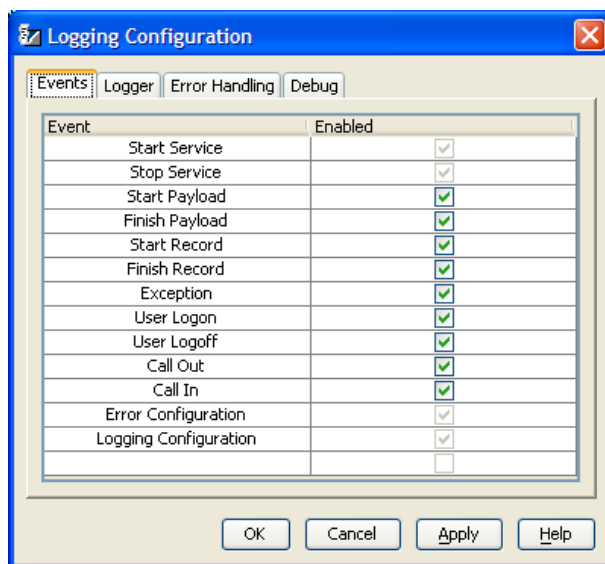 Logging Configuration
Events Logger Error Handling Debug
Event Enabled
Start Service
Stop Service
Start Payload
Finish Payload
Start Record
Finish Record
Exception
User Logon
User Logoff
Call Out
Call In
Error Configuration
Logging Configuration
OK Cancel Apply Help